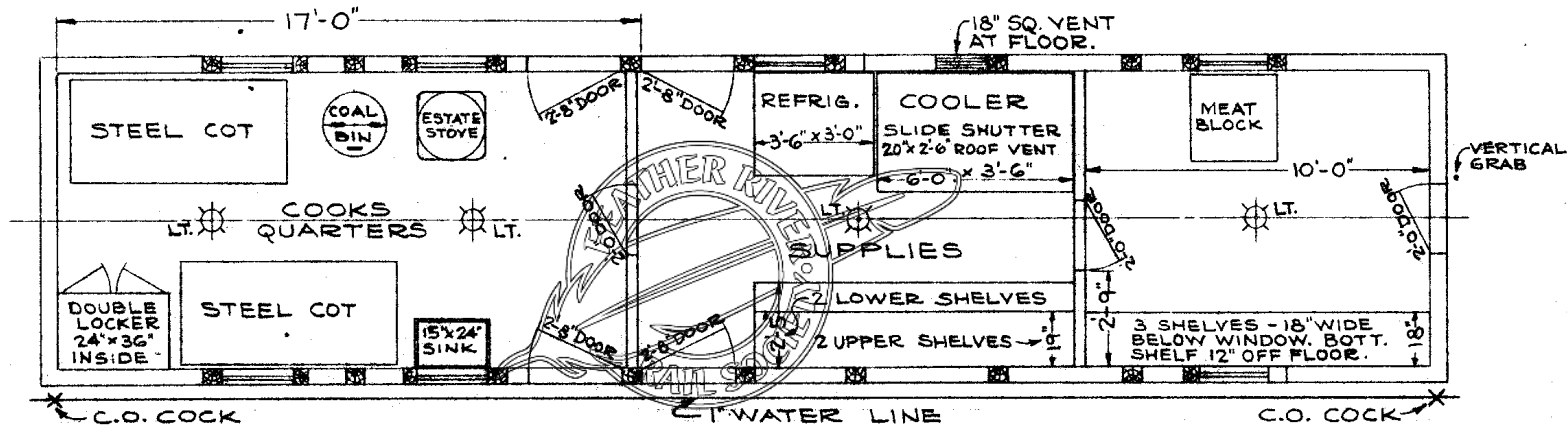 17'-0"
18" SQ. VENT
AT FLOOR.
2'-8" DOOR
2'-8" DOOR
STEEL COT
COAL
BIN
ESTATE
STOVE
REFRIG.
3'-6" x 3'-0"
COOLER
SLIDE SHUTTER
20" x 2'-6" ROOF VENT
6'-0" x 3'-6"
MEAT
BLOCK
10'-0"
VERTICAL
GRAB
FEATHER RIVER
RAIL SOCIETY
LT.
COOKS
QUARTERS
LT.
2'-0" DOOR
LT.
SUPPLIES
2'-0" DOOR
LT.
2'-0" DOOR
DOUBLE
LOCKER
24" x 36"
INSIDE
STEEL COT
15" x 24"
SINK
2'-8" DOOR
2'-8" DOOR
2 LOWER SHELVES
2 UPPER SHELVES
19"
2'-9"
3 SHELVES - 18" WIDE
BELOW WINDOW. BOTT.
SHELF 12" OFF FLOOR.
18"
C.O. COCK
1" WATER LINE
C.O. COCK